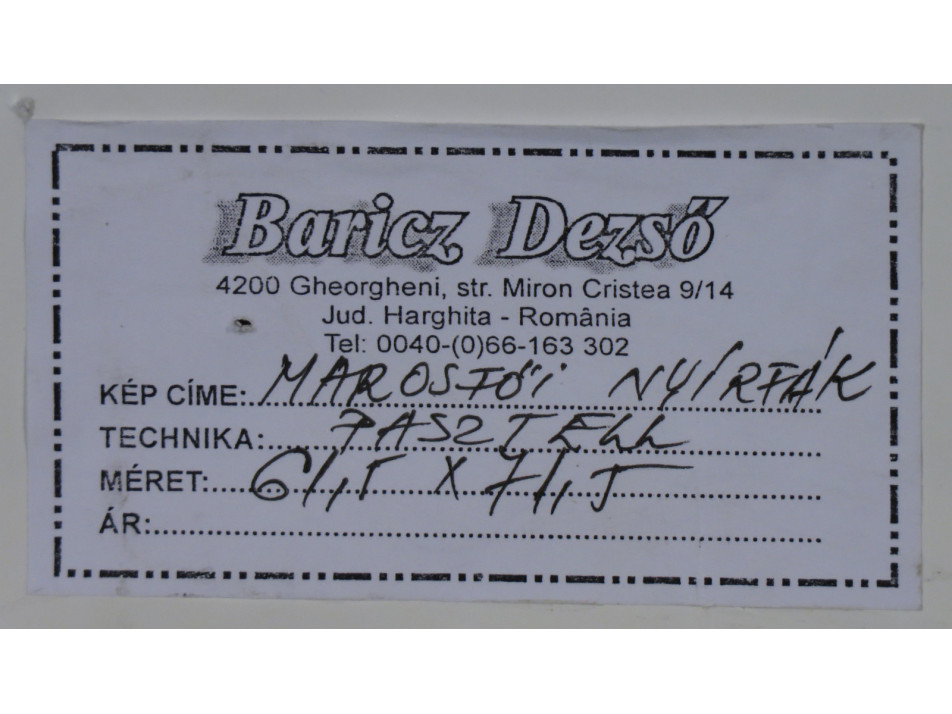 Baricz Dezső
4200 Gheorgheni, str. Miron Cristea 9/14
Jud. Harghita - România
Tel: 0040-(0)66-163 302
KÉP CÍME: MAROSFŐI NYÍRFÁK
TECHNIKA: PASZTELL
MÉRET: 61,5 X 71,5
ÁR: